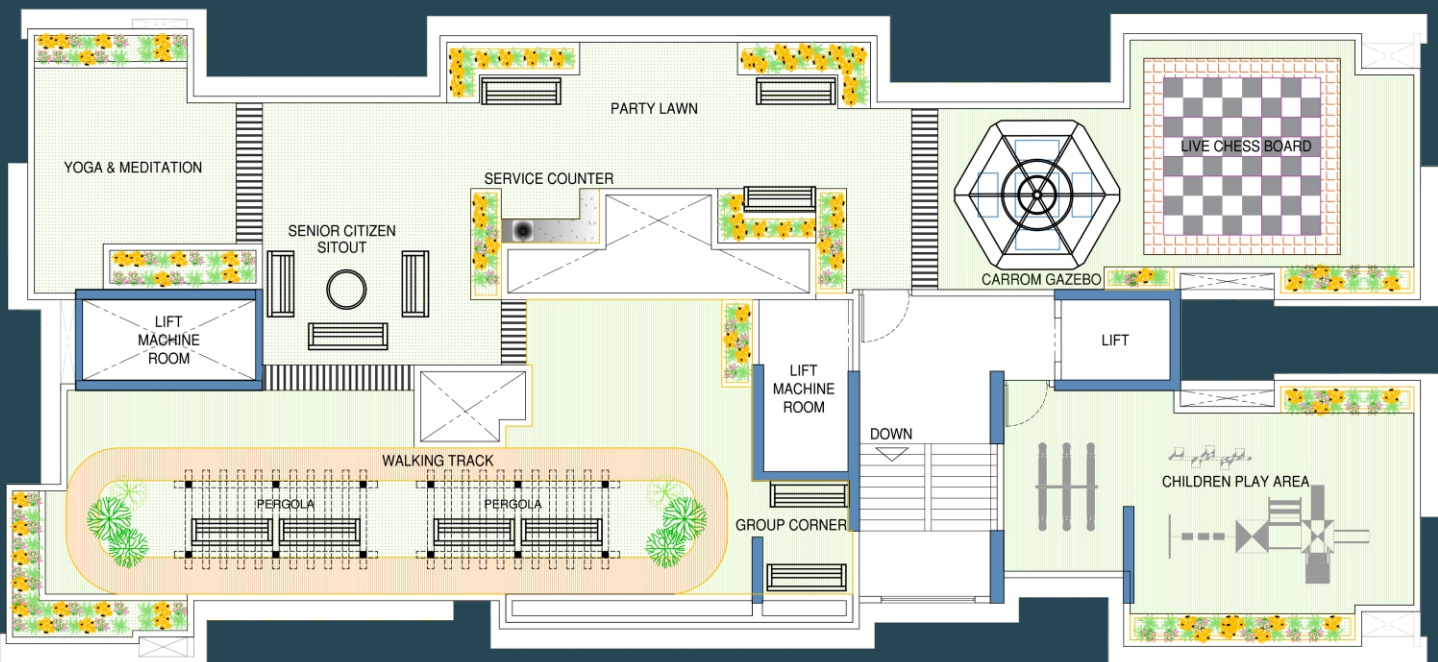 PARTY LAWN
YOGA & MEDITATION
SERVICE COUNTER
LIVE CHESS BOARD
SENIOR CITIZEN
SITOUT
CARROM GAZEBO
LIFT
MACHINE
ROOM
LIFT
LIFT
MACHINE
ROOM
DOWN
WALKING TRACK
PERGOLA
PERGOLA
GROUP CORNER
CHILDREN PLAY AREA